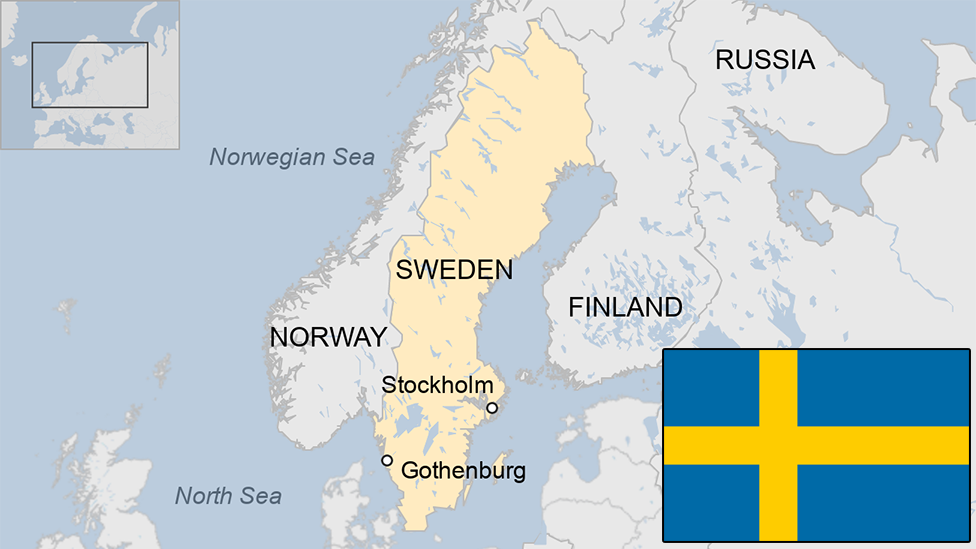 RUSSIA
Norwegian Sea
SWEDEN
FINLAND
NORWAY
Stockholm
Gothenburg
North Sea